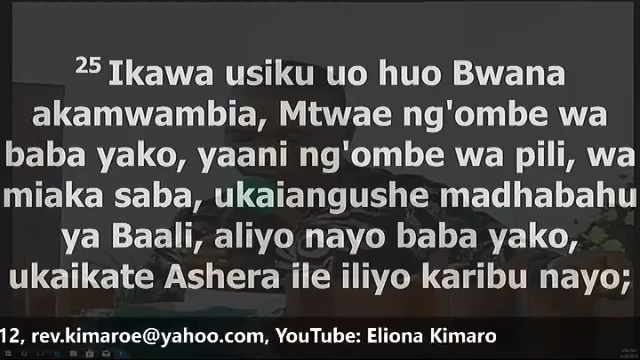 25 Ikawa usiku uo huo Bwana
akamwambia, Mtwae ng'ombe wa
baba yako, yaani ng'ombe wa pili, wa
miaka saba, ukaiangushe madhabahu
ya Baali, aliyo nayo baba yako,
ukaikate Ashera ile iliyo karibu nayo;
12, rev.kimaroe@yahoo.com, YouTube: Eliona Kimaro